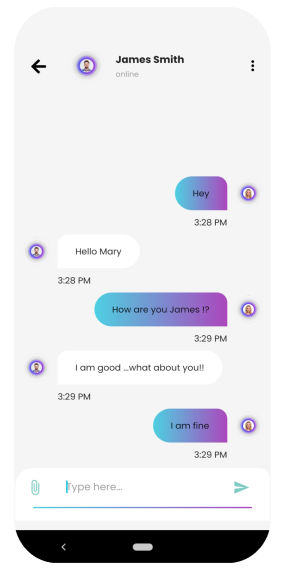 James Smith
online
Hey
3:28 PM
Hello Mary
3:28 PM
How are you James !?
3:29 PM
I am good ...what about you!!
3:29 PM
I am fine
3:29 PM
Type here...